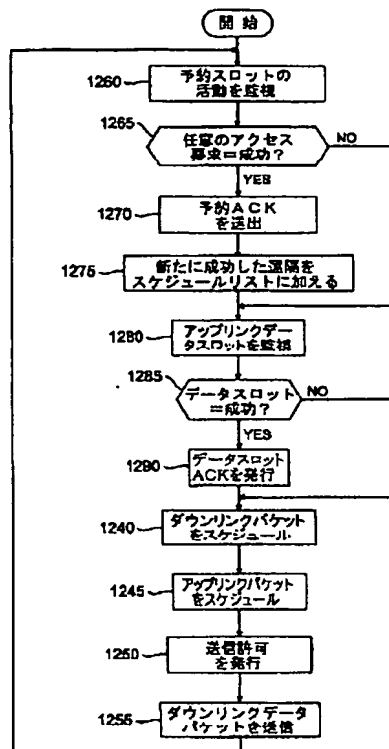 開始
1260
予約スロットの
活動を監視
1265
任意のアクセス
要求=成功?
NO
YES
1270
予約ACK
を送出
1275
新たに成功した遠隔を
スケジュールリストに加える
1280
アップリンクデー
タスロットを監視
1285
データスロット
=成功?
NO
YES
1290
データスロット
ACKを発行
1240
ダウンリンクパケット
をスケジュール
1245
アップリンクパケット
をスケジュール
1250
送信許可
を発行
1255
ダウンリンクデータ
パケットを送信